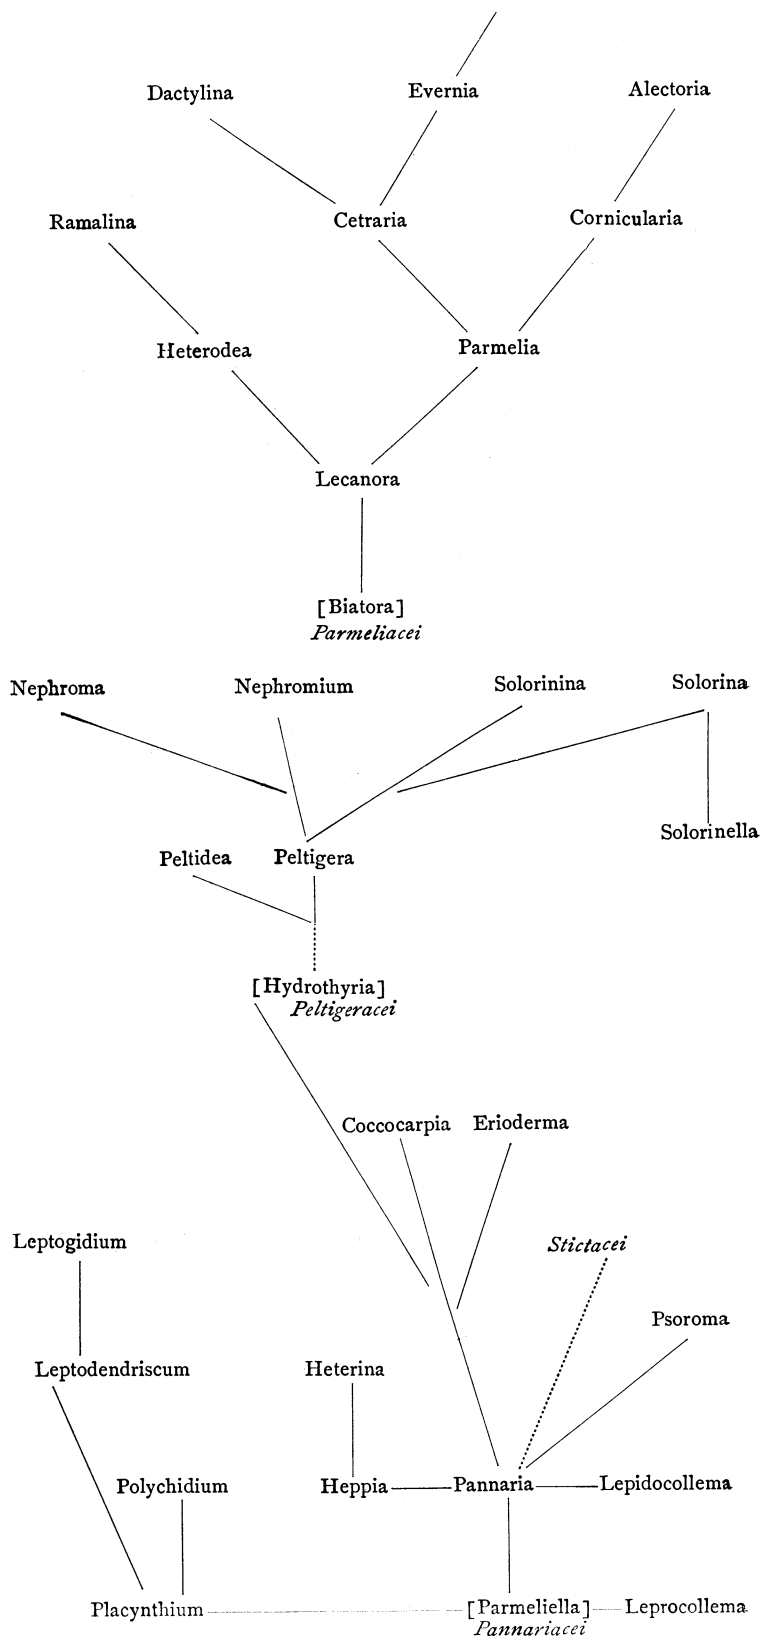 Dactylina Evernia Alectoria
Ramalina Cetraria Cornicularia
Heterodea Parmelia
Lecanora
[Biatora]
Parmeliacei
Nephroma Nephromium Solorinina Solorina
Solorinella
Peltidea Peltigera
[Hydrothyria]
Peltigeracei
Coccocarpia Erioderma
Leptogidium Stictacei
Psoroma
Leptodendriscum Heterina
Polychidium Heppia Pannaria Lepidocollema
Placynthium [Parmeliella] Leprocollema
Pannariacei